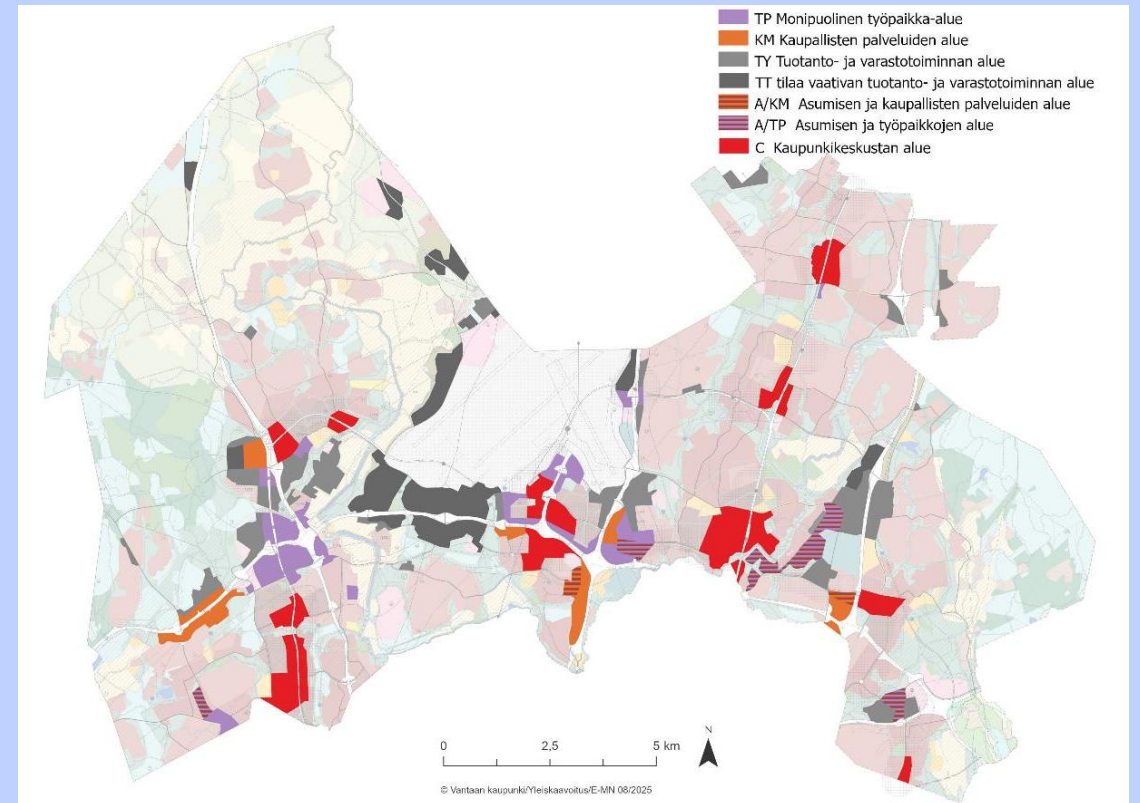 TP Monipuolinen työpaikka-alue
KM Kaupallisten palveluiden alue
TY Tuotanto- ja varastotoiminnan alue
TT tilaa vaativan tuotanto- ja varastotoiminnan alue
A/KM Asumisen ja kaupallisten palveluiden alue
A/TP Asumisen ja työpaikkojen alue
C Kaupunkikeskustan alue
N
0 2,5 5 km
© Vantaan kaupunki/Yleiskaavoitus/E-MN 08/2025